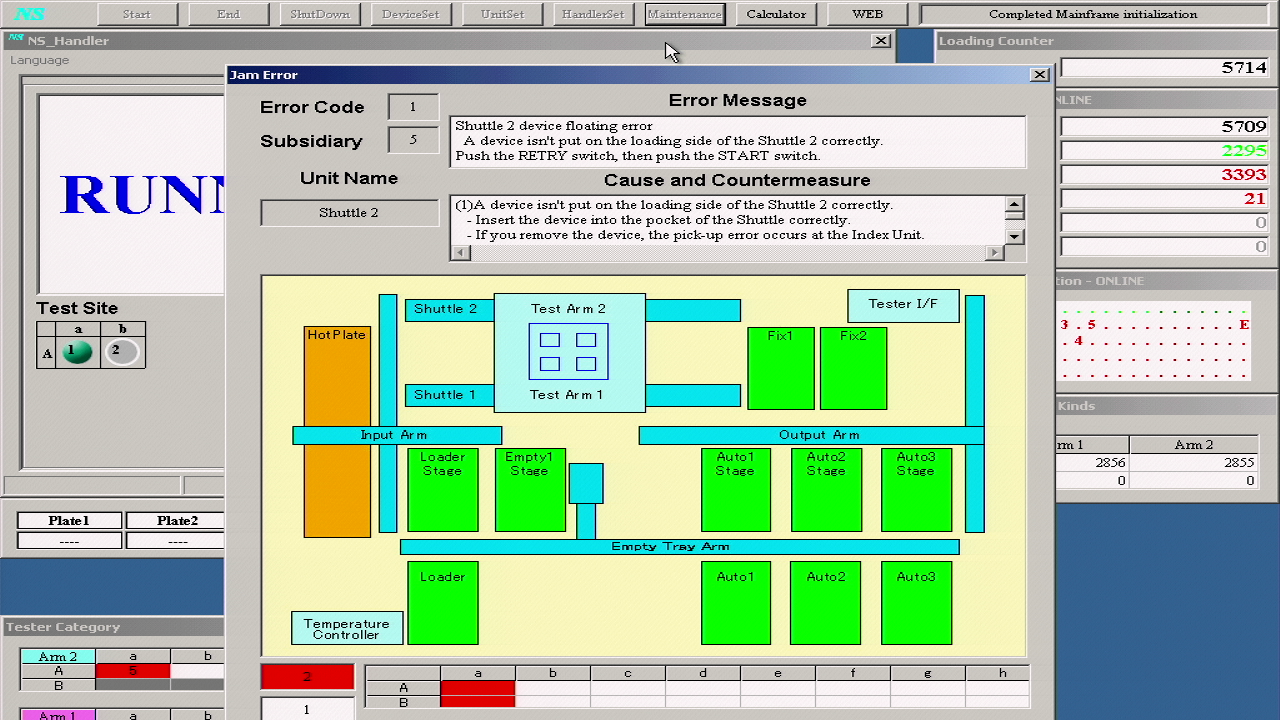 NS
Start
End
ShutDown
DeviceSet
UnitSet
HandlerSet
Maintenance
Calculator
WEB
Completed Mainframe initialization
NS
NS_Handler
Language
RUNN
Test Site
a b
A 1 2
Plate1 Plate2
---- ----
Tester Category
Arm 2 a b
A 5
B
Arm 1 a b
Jam Error
Error Code 1
Subsidiary 5
Unit Name
Shuttle 2
Error Message
Shuttle 2 device floating error
A device isn't put on the loading side of the Shuttle 2 correctly.
Push the RETRY switch, then push the START switch.
Cause and Countermeasure
(1)A device isn't put on the loading side of the Shuttle 2 correctly.
- Insert the device into the pocket of the Shuttle correctly.
- If you remove the device, the pick-up error occurs at the Index Unit.
Shuttle 2
Test Arm 2
Tester I/F
HotPlate
Fix1
Fix2
Shuttle 1
Test Arm 1
Input Arm
Output Arm
Loader
Stage
Empty1
Stage
Auto1
Stage
Auto2
Stage
Auto3
Stage
Empty Tray Arm
Loader
Auto1
Auto2
Auto3
Temperature
Controller
2
1
a b c d e f g h
A
B
Loading Counter
5714
NLINE
5709
2295
3393
21
0
0
tion - ONLINE
3 . 5 . . . . . . . . . E
. 4 . . . . . . . . . .
Kinds
rm 1 Arm 2
2856 2855
0 0